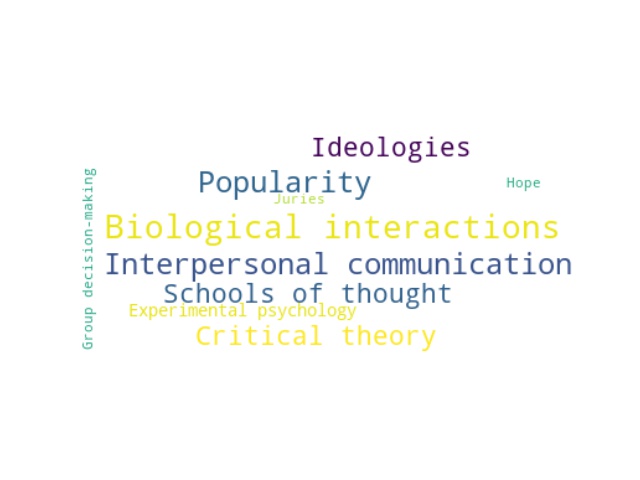 Ideologies
Popularity
Hope
Juries
Biological interactions
Interpersonal communication
Schools of thought
Experimental psychology
Critical theory
Group decision-making